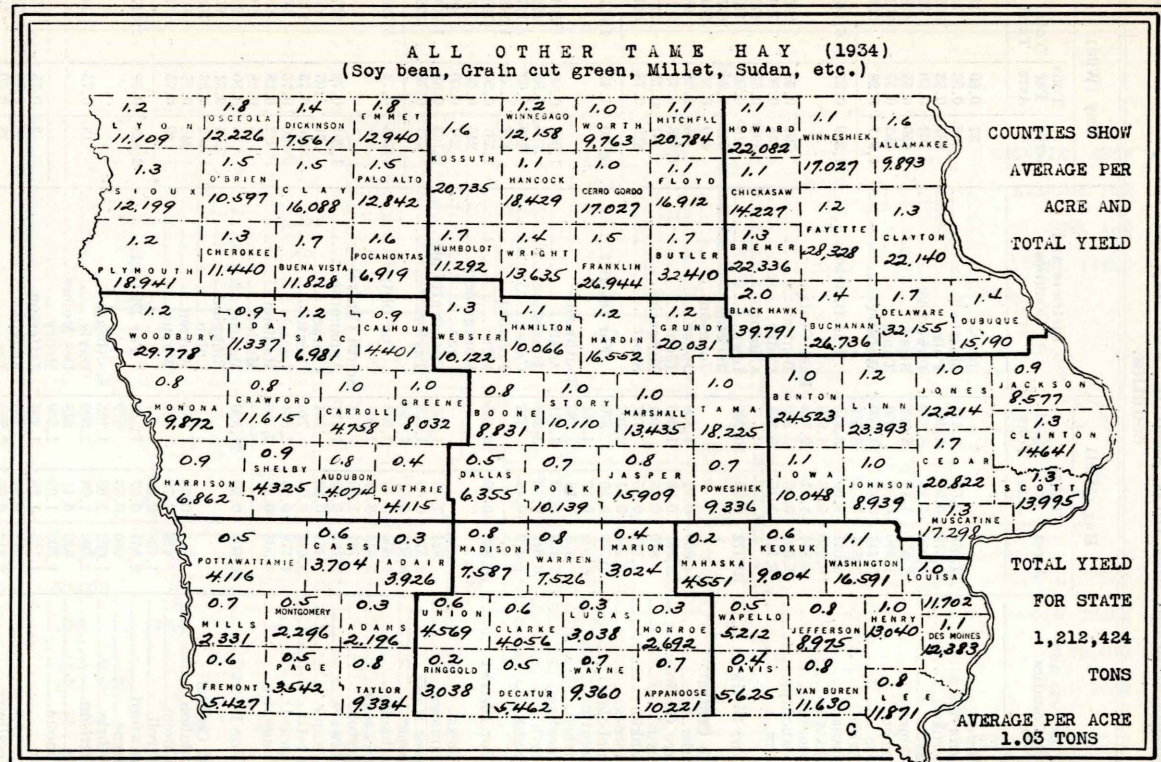 ALL OTHER TAME HAY (1934)
(Soy bean, Grain cut green, Millet, Sudan, etc.)
1.2
LYON
11.109
1.8
OSCEOLA
12.226
1.4
DICKINSON
7.561
1.8
EMMET
12.940
1.6
KOSSUTH
20.735
1.2
WINNEBAGO
12.158
1.0
WORTH
9.763
1.1
MITCHELL
20.784
1.1
HOWARD
22.082
1.1
WINNESHIEK
17.027
1.6
ALLAMAKEE
9.893
1.3
SIOUX
12.199
1.5
O'BRIEN
10.597
1.5
CLAY
16.088
1.5
PALO ALTO
12.842
1.1
HANCOCK
18.429
1.0
CERRO GORDO
17.027
1.1
FLOYD
16.912
1.1
CHICKASAW
14.227
1.2
FAYETTE
28,328
1.3
CLAYTON
22.140
1.2
PLYMOUTH
18.941
1.3
CHEROKEE
11.440
1.7
BUENA VISTA
11.828
1.6
POCAHONTAS
6,919
1.7
HUMBOLDT
11.292
1.4
WRIGHT
13.635
1.5
FRANKLIN
26.944
1.7
BUTLER
32.410
1.3
BREMER
22.336
1.2
WOODBURY
29.778
0.9
IDA
11.337
1.2
SAC
6.981
0.9
CALHOUN
4.401
1.3
WEBSTER
10.122
1.1
HAMILTON
10.066
1.2
HARDIN
16.552
1.2
GRUNDY
20.031
2.0
BLACK HAWK
39.791
1.4
BUCHANAN
26.736
1.7
DELAWARE
32.155
1.4
DUBUQUE
15.190
0.8
MONONA
9.872
0.8
CRAWFORD
11.615
1.0
CARROLL
4.758
1.0
GREENE
8.032
0.8
BOONE
8.831
1.0
STORY
10.110
1.0
MARSHALL
13.435
1.0
TAMA
18.225
1.0
BENTON
24.523
1.2
LINN
23.393
1.0
JONES
12.214
0.9
JACKSON
8.577
1.3
CLINTON
14.641
0.9
HARRISON
6.862
0.9
SHELBY
4.325
0.8
AUDUBON
4.074
0.4
GUTHRIE
4.115
0.5
DALLAS
6.355
0.7
POLK
10.139
0.8
JASPER
15.909
0.7
POWESHIEK
9.336
1.1
IOWA
10.048
1.0
JOHNSON
8.939
1.7
CEDAR
20.822
1.3
SCOTT
13.995
1.3
MUSCATINE
17.298
0.5
POTTAWATTAMIE
4.116
0.6
CASS
3.704
0.3
ADAIR
3.926
0.8
MADISON
7.587
0.8
WARREN
7.526
0.4
MARION
3.024
0.2
MAHASKA
4.551
0.6
KEOKUK
9.004
1.1
WASHINGTON
16.591
1.0
LOUISA
11.702
0.7
MILLS
2.331
0.5
MONTGOMERY
2.296
0.3
ADAMS
2.196
0.6
UNION
4.569
0.6
CLARKE
4.056
0.3
LUCAS
3,038
0.3
MONROE
2.692
0.5
WAPELLO
5.212
0.8
JEFFERSON
8.975
1.0
HENRY
13.040
1.1
DES MOINES
12.383
0.6
FREMONT
5.427
0.5
PAGE
3.542
0.8
TAYLOR
9.334
0.2
RINGGOLD
3.038
0.5
DECATUR
5.462
0.7
WAYNE
9.360
0.7
APPANOOSE
10.221
0.4
DAVIS
5.625
0.8
VAN BUREN
11.630
0.8
LEE
11.871
C
COUNTIES SHOW
AVERAGE PER
ACRE AND
TOTAL YIELD
TOTAL YIELD
FOR STATE
1,212,424
TONS
AVERAGE PER ACRE
1.03 TONS